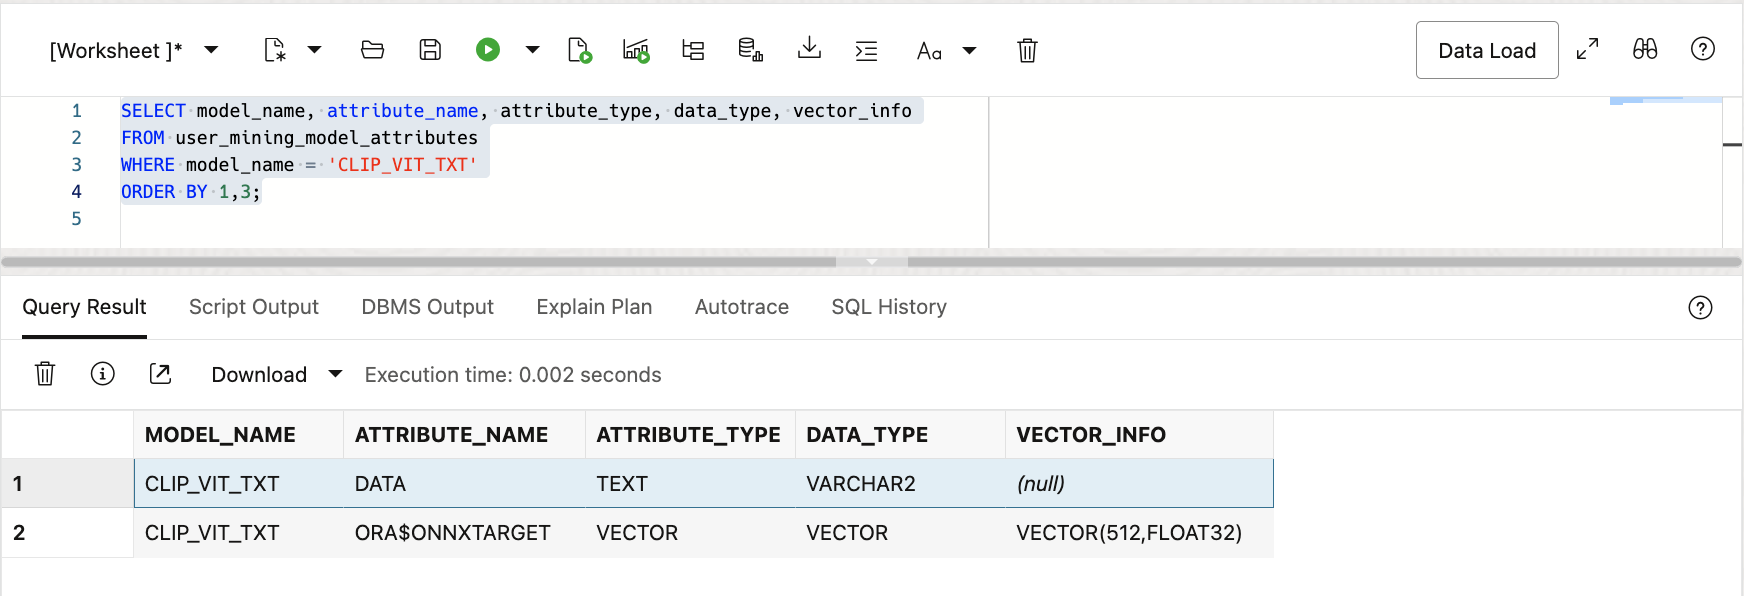 [Worksheet ]*
Aa
Data Load
1 SELECT model_name, attribute_name, attribute_type, data_type, vector_info
2 FROM user_mining_model_attributes
3 WHERE model_name = 'CLIP_VIT_TXT'
4 ORDER BY 1,3;
5
Query Result Script Output DBMS Output Explain Plan Autotrace SQL History
Download Execution time: 0.002 seconds
MODEL_NAME ATTRIBUTE_NAME ATTRIBUTE_TYPE DATA_TYPE VECTOR_INFO
1 CLIP_VIT_TXT DATA TEXT VARCHAR2 (null)
2 CLIP_VIT_TXT ORA$ONNXTARGET VECTOR VECTOR VECTOR(512,FLOAT32)